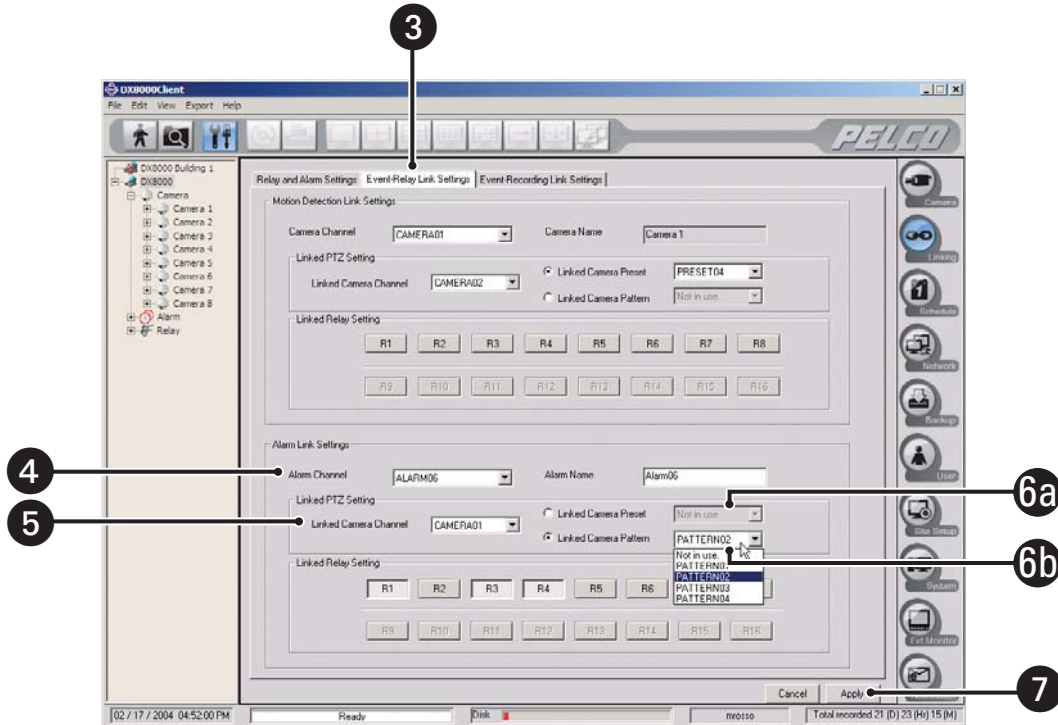 3
DX8000Client
File Edit View Export Help
PELCO
DX8000 Building 1
DX8000
Camera
Camera 1
Camera 2
Camera 3
Camera 4
Camera 5
Camera 6
Camera 7
Camera 8
Alarm
Relay
Relay and Alarm Settings Event-Relay Link Settings Event-Recording Link Settings
Motion Detection Link Settings
Camera Channel CAMERA01 Camera Name Camera 1
Linked PTZ Setting
Linked Camera Channel CAMERA02 Linked Camera Preset PRESET04
Linked Camera Pattern Not in use.
Linked Relay Setting
R1 R2 R3 R4 R5 R6 R7 R8
R9 R10 R11 R12 R13 R14 R15 R16
Alarm Link Settings
4 Alarm Channel ALARM06 Alarm Name Alarm06
Linked PTZ Setting
5 Linked Camera Channel CAMERA01 Linked Camera Preset Not in use 6a
Linked Camera Pattern PATTERN02 6b
Not in use.
PATTERN01
PATTERN02
PATTERN03
PATTERN04
Linked Relay Setting
R1 R2 R3 R4 R5 R6
R9 R10 R11 R12 R13 R14 R15 R16
Cancel Apply 7
Camera
Linking
Schedule
Network
Backup
User
Site Setup
System
Ext Monitor
02 / 17 / 2004 04:52:00 PM Ready Disk mrosso Total recorded 21 (D) 23 (Hr) 15 (M)